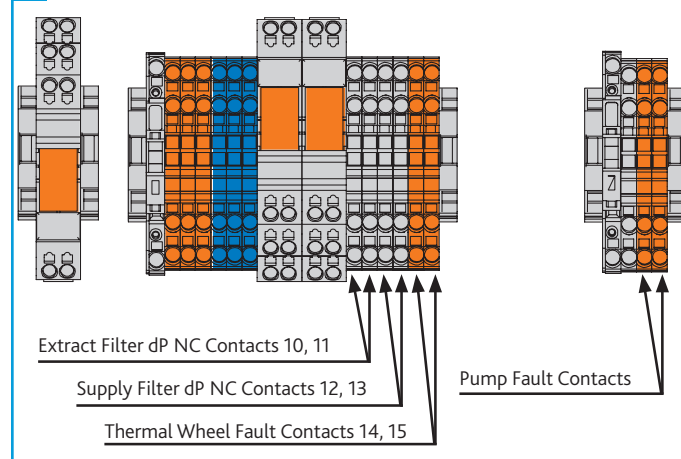 Extract Filter dP NC Contacts 10, 11
Supply Filter dP NC Contacts 12, 13
Pump Fault Contacts
Thermal Wheel Fault Contacts 14, 15